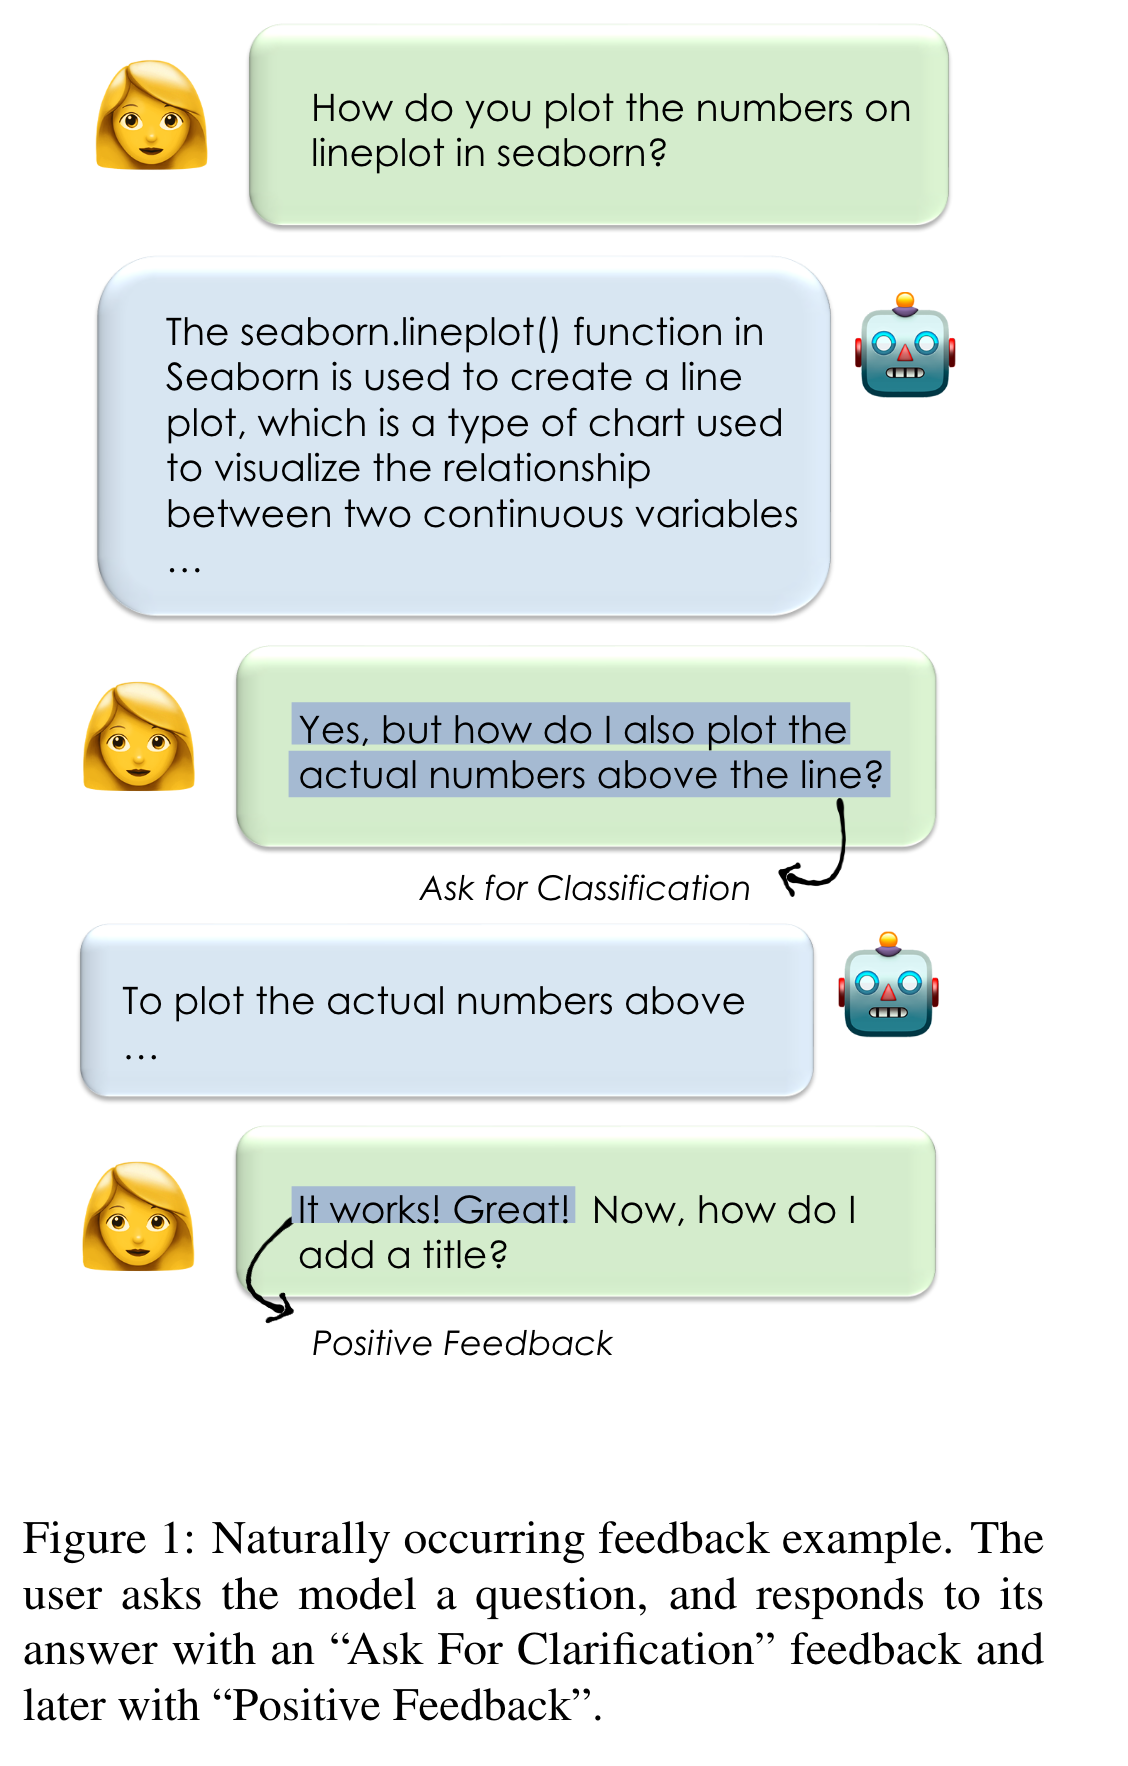 How do you plot the numbers on
lineplot in seaborn?
The seaborn.lineplot() function in
Seaborn is used to create a line
plot, which is a type of chart used
to visualize the relationship
between two continuous variables
...
Yes, but how do I also plot the
actual numbers above the line?
Ask for Classification
To plot the actual numbers above
...
It works! Great! Now, how do I
add a title?
Positive Feedback
Figure 1: Naturally occurring feedback example. The
user asks the model a question, and responds to its
answer with an “Ask For Clarification” feedback and
later with “Positive Feedback”.